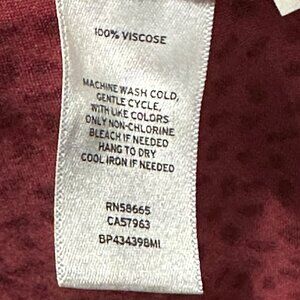 100% VISCOSE
MACHINE WASH COLD,
GENTLE CYCLE,
WITH LIKE COLORS
ONLY NON-CHLORINE
BLEACH IF NEEDED
HANG TO DRY
COOL IRON IF NEEDED
RN58665
CA57963
BP43439BMI